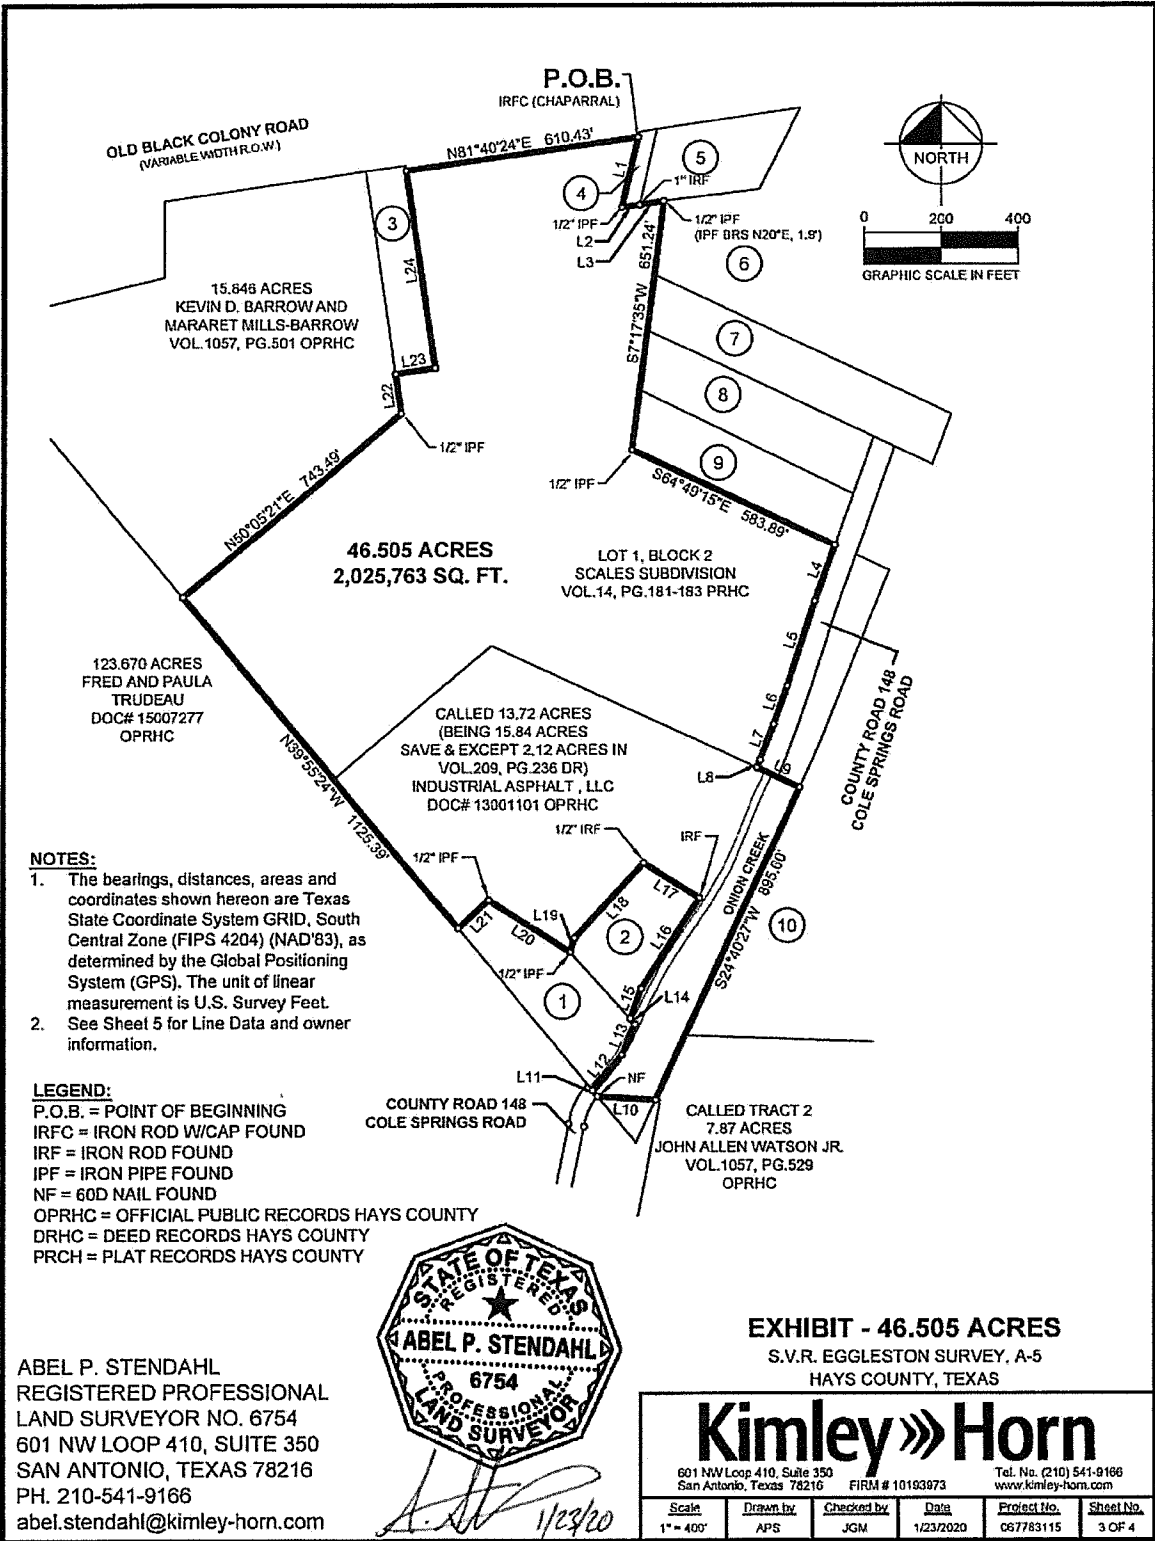 P.O.B.
IRFC (CHAPARRAL)
OLD BLACK COLONY ROAD
(VARIABLE WIDTH R.O.W)
N81°40'24"E 610.43'
L1
5
1" IRF
4
1/2" IPF
L2
L3
1/2" IPF
(IPF BRS N20°E, 1.9')
NORTH
0 200 400
GRAPHIC SCALE IN FEET
3
L24
L23
L22
15.846 ACRES
KEVIN D. BARROW AND
MARARET MILLS-BARROW
VOL.1057, PG.501 OPRHC
S7°17'35"W 651.24'
6
7
8
9
1/2" IPF
1/2" IPF
S64°49'15"E 583.89'
N50°05'21"E 743.49'
46.505 ACRES
2,025,763 SQ. FT.
LOT 1, BLOCK 2
SCALES SUBDIVISION
VOL.14, PG.181-183 PRHC
L4
L5
L6
L7
L8
L9
COUNTY ROAD 148
COLE SPRINGS ROAD
123.670 ACRES
FRED AND PAULA
TRUDEAU
DOC# 15007277
OPRHC
N39°55'24"W 1125.39'
CALLED 13.72 ACRES
(BEING 15.84 ACRES
SAVE & EXCEPT 2.12 ACRES IN
VOL.209, PG.236 DR)
INDUSTRIAL ASPHALT , LLC
DOC# 13001101 OPRHC
1/2" IRF
IRF
1/2" IPF
L17
L18
L19
L20
L21
L16
2
1/2" IPF
1
L15
L14
L13
L12
L11
NF
L10
ONION CREEK
S24°40'27"W 895.60'
10
COUNTY ROAD 148
COLE SPRINGS ROAD
CALLED TRACT 2
7.87 ACRES
JOHN ALLEN WATSON JR.
VOL.1057, PG.529
OPRHC
NOTES:
1. The bearings, distances, areas and
coordinates shown hereon are Texas
State Coordinate System GRID, South
Central Zone (FIPS 4204) (NAD'83), as
determined by the Global Positioning
System (GPS). The unit of linear
measurement is U.S. Survey Feet.
2. See Sheet 5 for Line Data and owner
information.
LEGEND:
P.O.B. = POINT OF BEGINNING
IRFC = IRON ROD W/CAP FOUND
IRF = IRON ROD FOUND
IPF = IRON PIPE FOUND
NF = 60D NAIL FOUND
OPRHC = OFFICIAL PUBLIC RECORDS HAYS COUNTY
DRHC = DEED RECORDS HAYS COUNTY
PRCH = PLAT RECORDS HAYS COUNTY
STATE OF TEXAS
REGISTERED
ABEL P. STENDAHL
6754
PROFESSIONAL
LAND SURVEYOR
1/23/20
ABEL P. STENDAHL
REGISTERED PROFESSIONAL
LAND SURVEYOR NO. 6754
601 NW LOOP 410, SUITE 350
SAN ANTONIO, TEXAS 78216
PH. 210-541-9166
abel.stendahl@kimley-horn.com
EXHIBIT - 46.505 ACRES
S.V.R. EGGLESTON SURVEY, A-5
HAYS COUNTY, TEXAS
Kimley»Horn
601 NW Loop 410, Suite 350
San Antonio, Texas 78216 FIRM # 10193973
Tel. No. (210) 541-9166
www.kimley-horn.com
Scale Drawn by Checked by Date Project No. Sheet No.
1" = 400' APS JGM 1/23/2020 067783115 3 OF 4